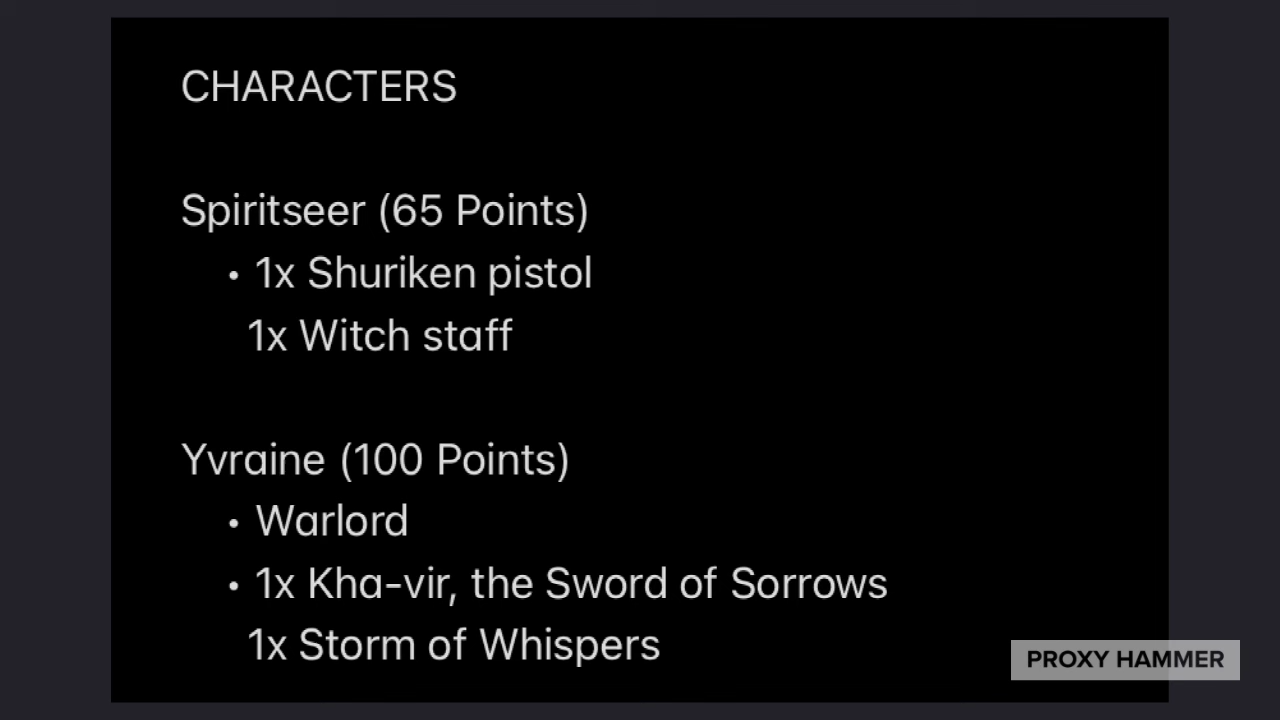 CHARACTERS
Spiritseer (65 Points)
• 1x Shuriken pistol
1x Witch staff
Yvraine (100 Points)
• Warlord
• 1x Kha-vir, the Sword of Sorrows
1x Storm of Whispers
PROXY HAMMER